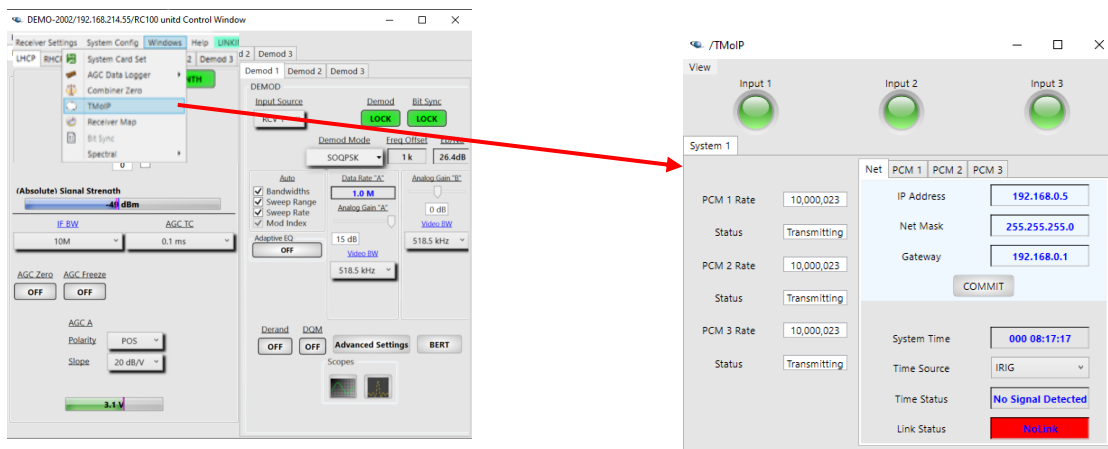 DEMO-2002/192.168.214.55/RC100 unitd Control Window
Receiver Settings System Config Windows Help
LHCP
System Card Set
AGC Data Logger
Combiner Zero
TMoIP
Receiver Map
Bit Sync
Spectral
2 Demod 3
d 2 Demod 3
0
(Absolute) Signal Strength
-49 dBm
IF BW AGC TC
10M 0.1 ms
AGC Zero AGC Freeze
OFF OFF
AGC A
Polarity POS
Slope 20 dB/V
3.1 V
Demod 1 Demod 2 Demod 3
DEMOD
Input Source Demod Bit Sync
LOCK LOCK
Demod Mode Freq Offset
SOQPSK 1 k 26.4dB
Auto
Bandwidths
Sweep Range
Sweep Rate
Mod Index
Adaptive EQ
OFF
Data Rate "A"
1.0 M
Analog Gain "A"
15 dB
Video BW
518.5 kHz
Analog Gain "B"
0 dB
Video BW
518.5 kHz
Derand DQM
OFF OFF Advanced Settings BERT
Scopes
/TMoIP
View
Input 1 Input 2 Input 3
System 1
PCM 1 Rate 10,000,023
Status Transmitting
PCM 2 Rate 10,000,023
Status Transmitting
PCM 3 Rate 10,000,023
Status Transmitting
Net PCM 1 PCM 2 PCM 3
IP Address 192.168.0.5
Net Mask 255.255.255.0
Gateway 192.168.0.1
COMMIT
System Time 000 08:17:17
Time Source IRIG
Time Status No Signal Detected
Link Status NoLink